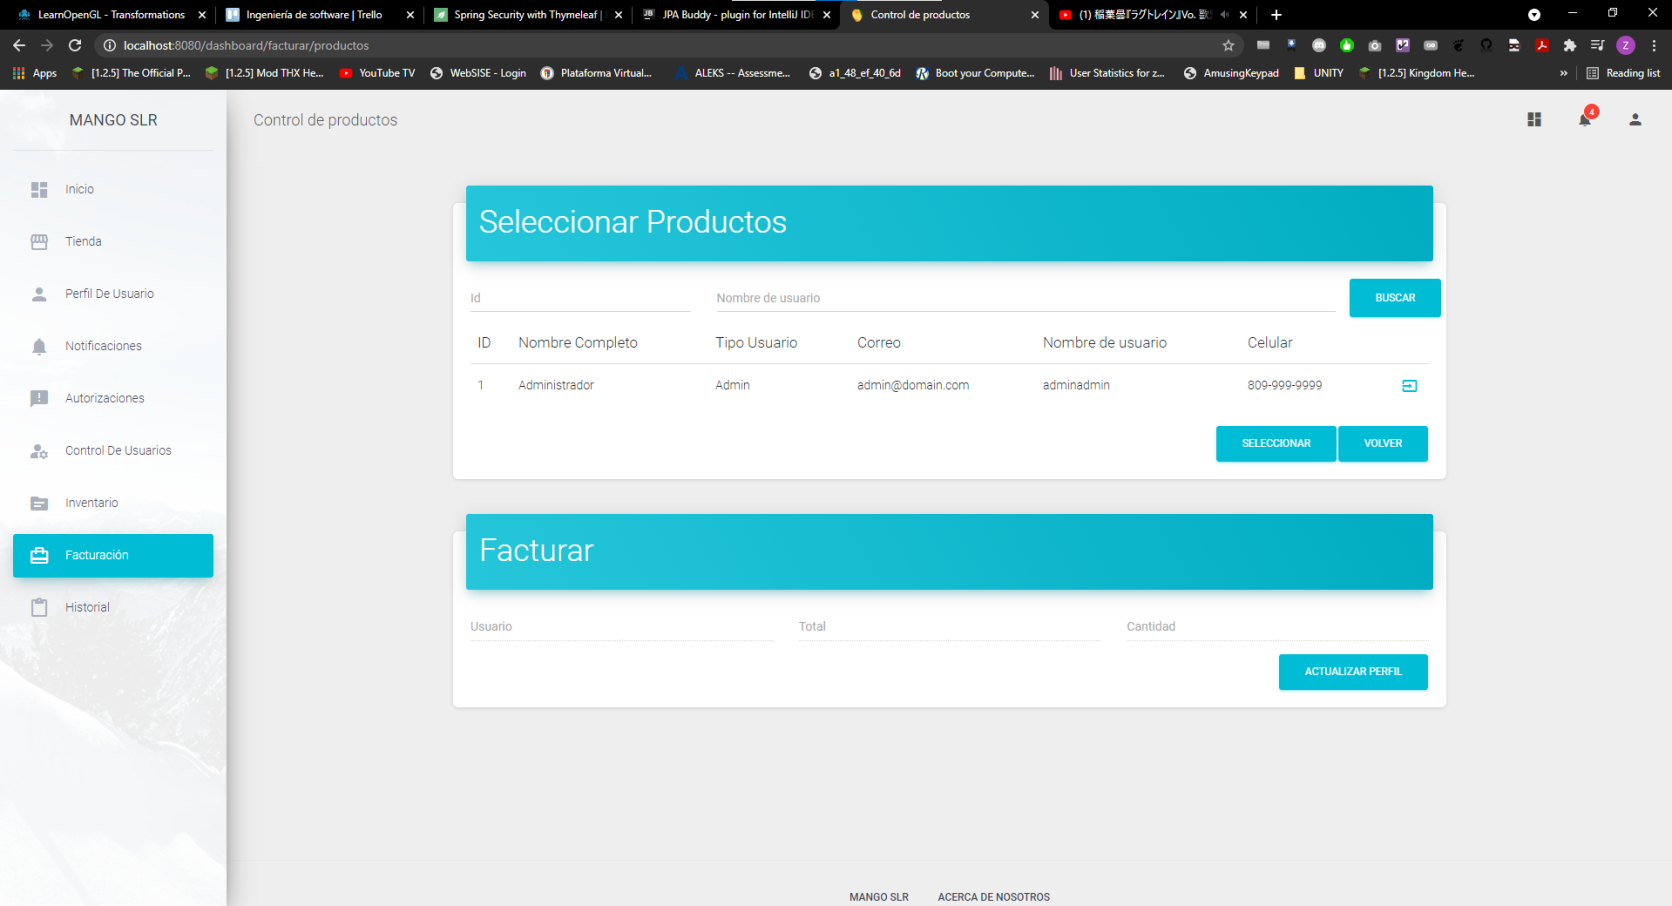 LearnOpenGL - Transformations
Ingeniería de software | Trello
Spring Security with Thymeleaf |
JPA Buddy - plugin for IntelliJ IDE
Control de productos
(1) 稲葉曇『ラグトレイン』Vo. 歌
localhost:8080/dashboard/facturar/productos
Z
Apps
[1.2.5] The Official P...
[1.2.5] Mod THX He...
YouTube TV
WebSISE - Login
Plataforma Virtual...
ALEKS -- Assessme...
a1_48_ef_40_6d
Boot your Compute...
User Statistics for z...
AmusingKeypad
UNITY
[1.2.5] Kingdom He...
»
Reading list
MANGO SLR
Control de productos
4
Inicio
Tienda
Perfil De Usuario
Notificaciones
Autorizaciones
Control De Usuarios
Inventario
Facturación
Historial
Seleccionar Productos
Id
Nombre de usuario
BUSCAR
ID Nombre Completo Tipo Usuario Correo Nombre de usuario Celular
1 Administrador Admin admin@domain.com adminadmin 809-999-9999
SELECCIONAR
VOLVER
Facturar
Usuario
Total
Cantidad
ACTUALIZAR PERFIL
MANGO SLR
ACERCA DE NOSOTROS